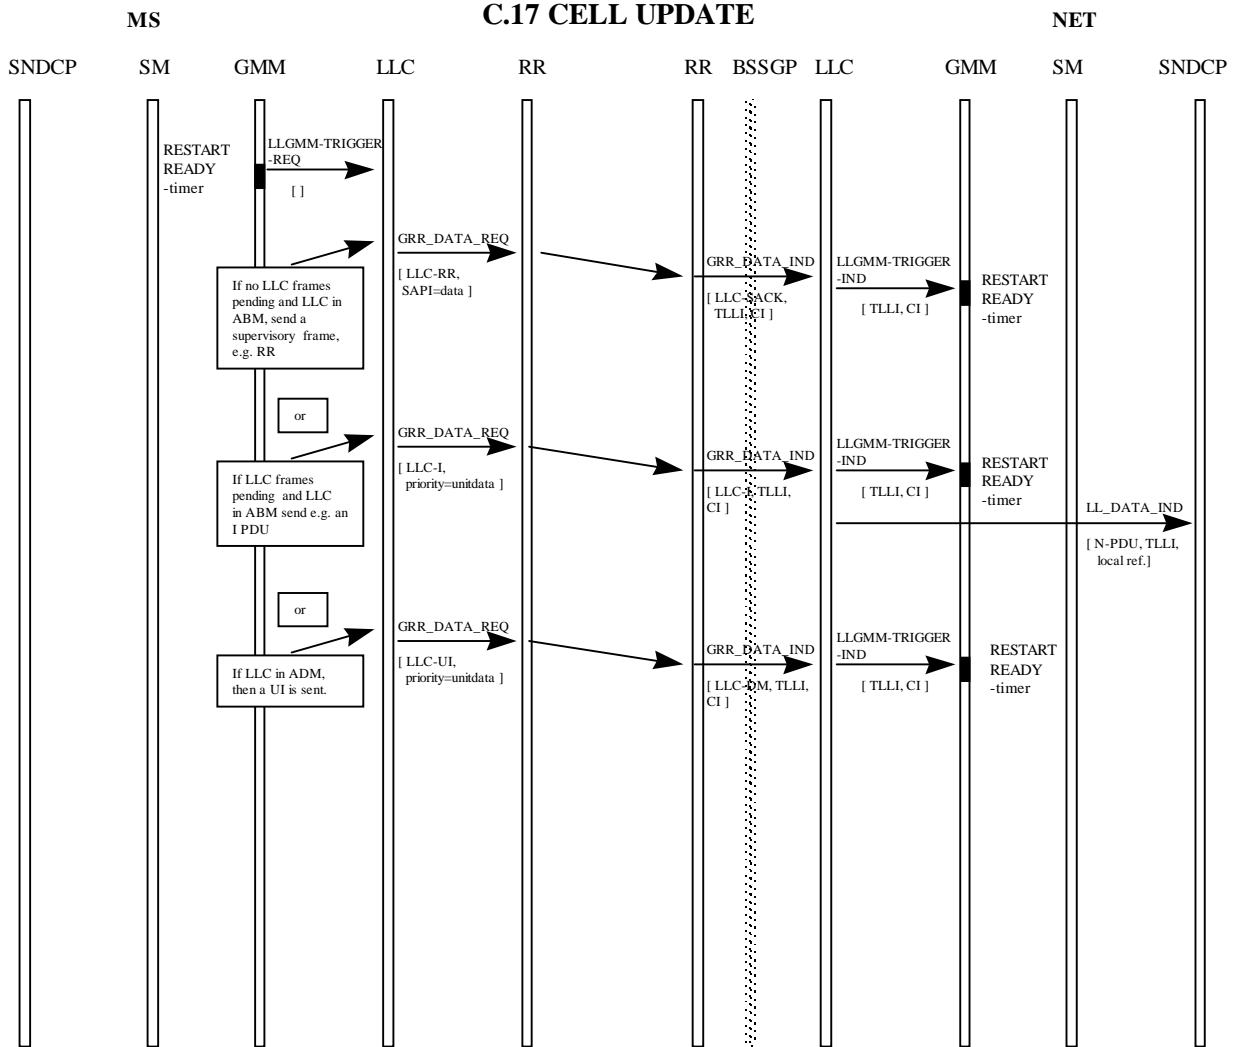 C.17 CELL UPDATE
MS
NET
SNDCP SM GMM LLC RR RR BSSGP LLC GMM SM SNDCP
RESTART
READY
-timer
LLGMM-TRIGGER
-REQ
[ ]
GRR_DATA_REQ
[ LLC-RR,
SAPI=data ]
If no LLC frames
pending and LLC in
ABM, send a
supervisory frame,
e.g. RR
GRR_DATA_IND
[ LLC-SACK,
TLLI, CI ]
LLGMM-TRIGGER
-IND
[ TLLI, CI ]
RESTART
READY
-timer
or
GRR_DATA_REQ
[ LLC-I,
priority=unitdata ]
If LLC frames
pending and LLC
in ABM send e.g. an
I PDU
GRR_DATA_IND
[ LLC-I, TLLI,
CI ]
LLGMM-TRIGGER
-IND
[ TLLI, CI ]
RESTART
READY
-timer
LL_DATA_IND
[ N-PDU, TLLI,
local ref.]
or
GRR_DATA_REQ
[ LLC-UI,
priority=unitdata ]
If LLC in ADM,
then a UI is sent.
GRR_DATA_IND
[ LLC-DM, TLLI,
CI ]
LLGMM-TRIGGER
-IND
[ TLLI, CI ]
RESTART
READY
-timer